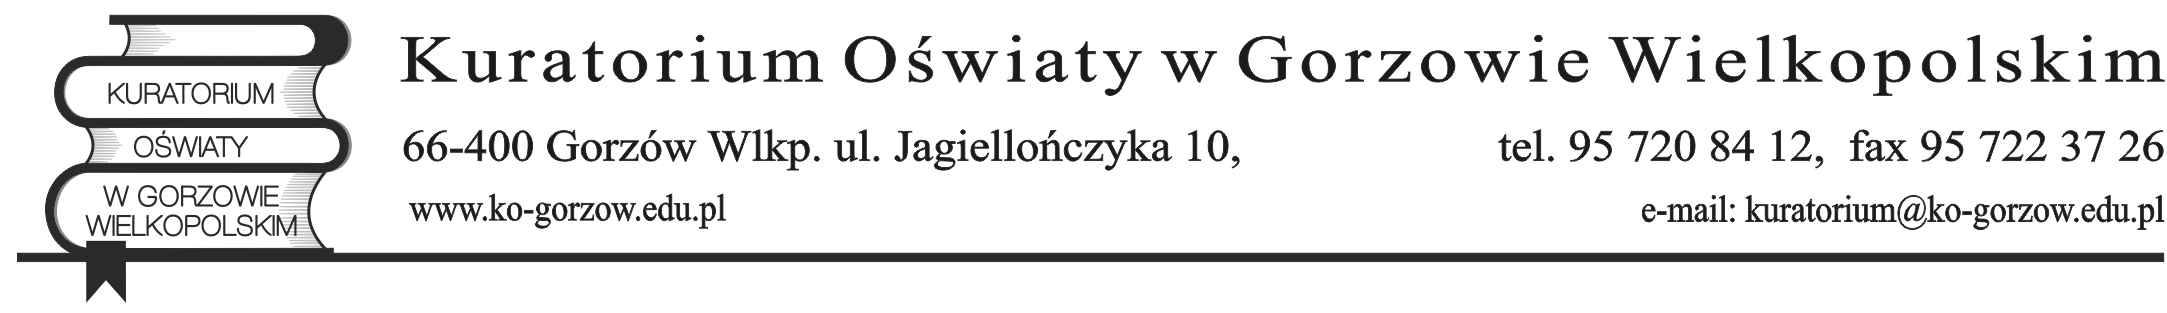 KURATORIUM
OŚWIATY
W GORZOWIE
WIELKOPOLSKIM
Kuratorium Oświaty w Gorzowie Wielkopolskim
66-400 Gorzów Wlkp. ul. Jagiellończyka 10, tel. 95 720 84 12, fax 95 722 37 26
www.ko-gorzow.edu.pl e-mail: kuratorium@ko-gorzow.edu.pl